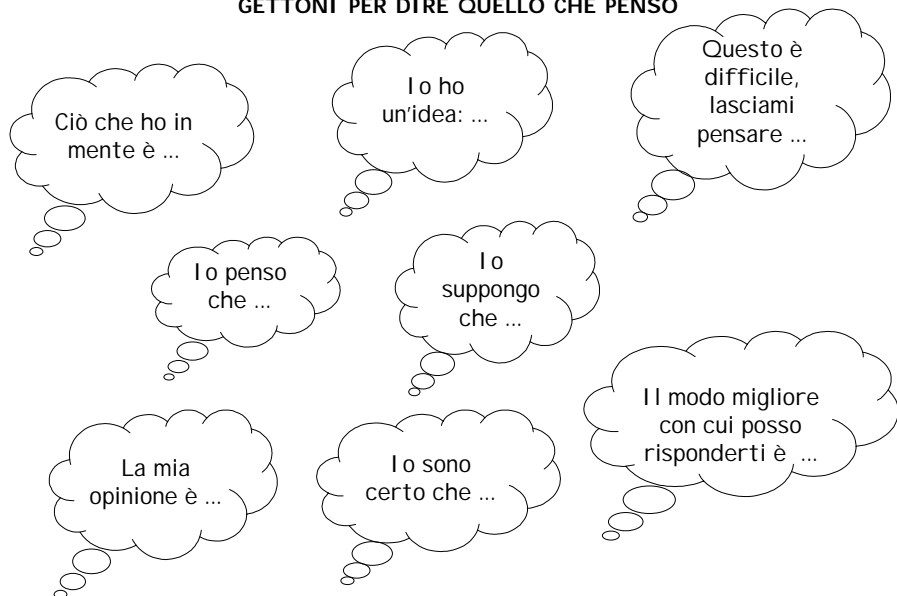 GETTONI PER DIRE QUELLO CHE PENSO
Ciò che ho in
mente è ...
Io ho
un'idea: ...
Questo è
difficile,
lasciami
pensare ...
Io penso
che ...
Io
suppongo
che ...
Il modo migliore
con cui posso
risponderti è ...
La mia
opinione è ...
Io sono
certo che ...